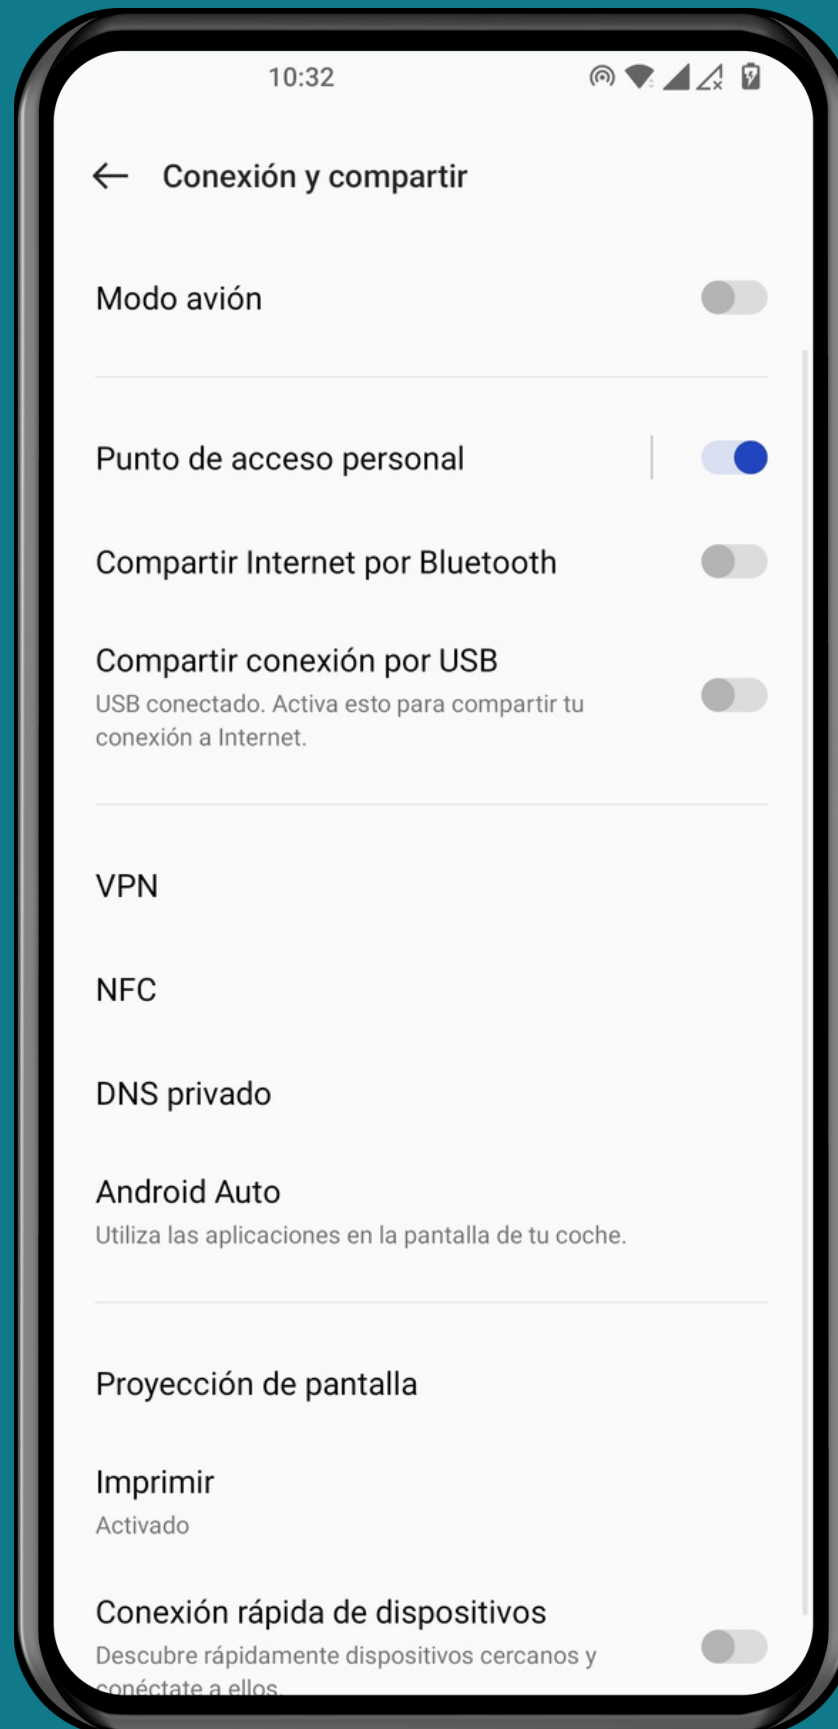 10:32
Conexión y compartir
Modo avión
Punto de acceso personal
Compartir Internet por Bluetooth
Compartir conexión por USB
USB conectado. Activa esto para compartir tu
conexión a Internet.
VPN
NFC
DNS privado
Android Auto
Utiliza las aplicaciones en la pantalla de tu coche.
Proyección de pantalla
Imprimir
Activado
Conexión rápida de dispositivos
Descubre rápidamente dispositivos cercanos y
conéctate a ellos.